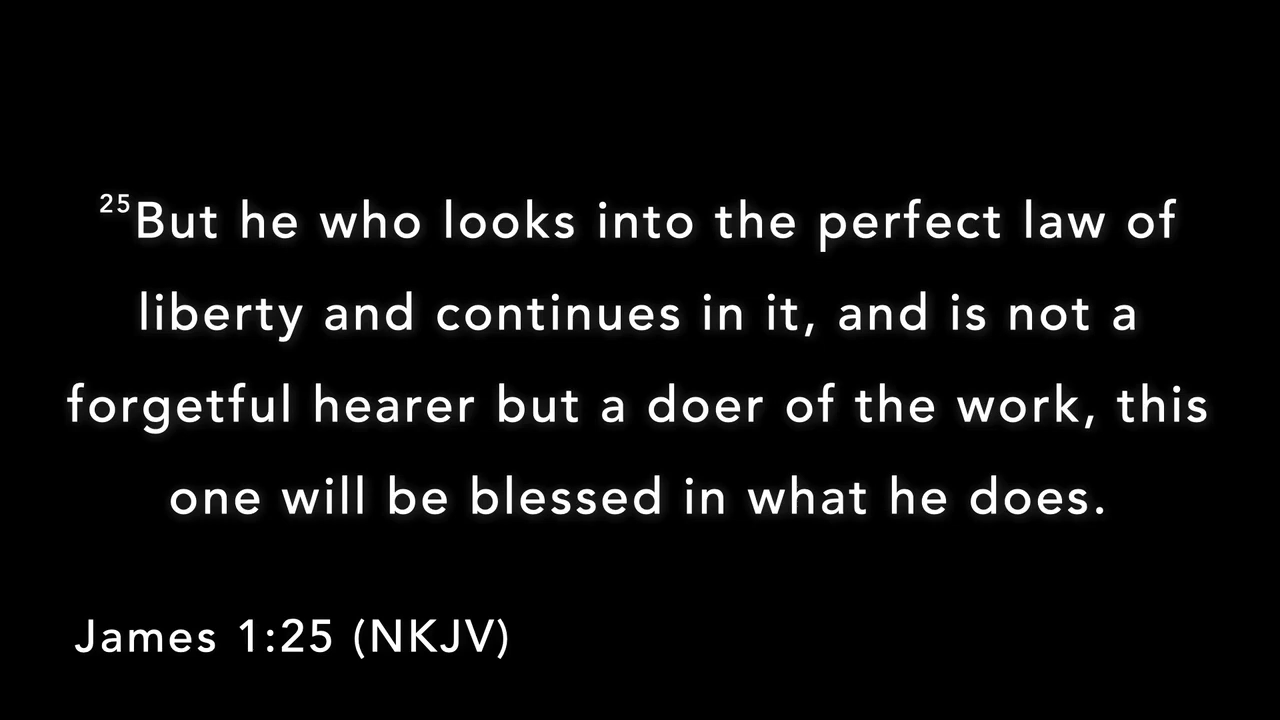 25But he who looks into the perfect law of
liberty and continues in it, and is not a
forgetful hearer but a doer of the work, this
one will be blessed in what he does.
James 1:25 (NKJV)